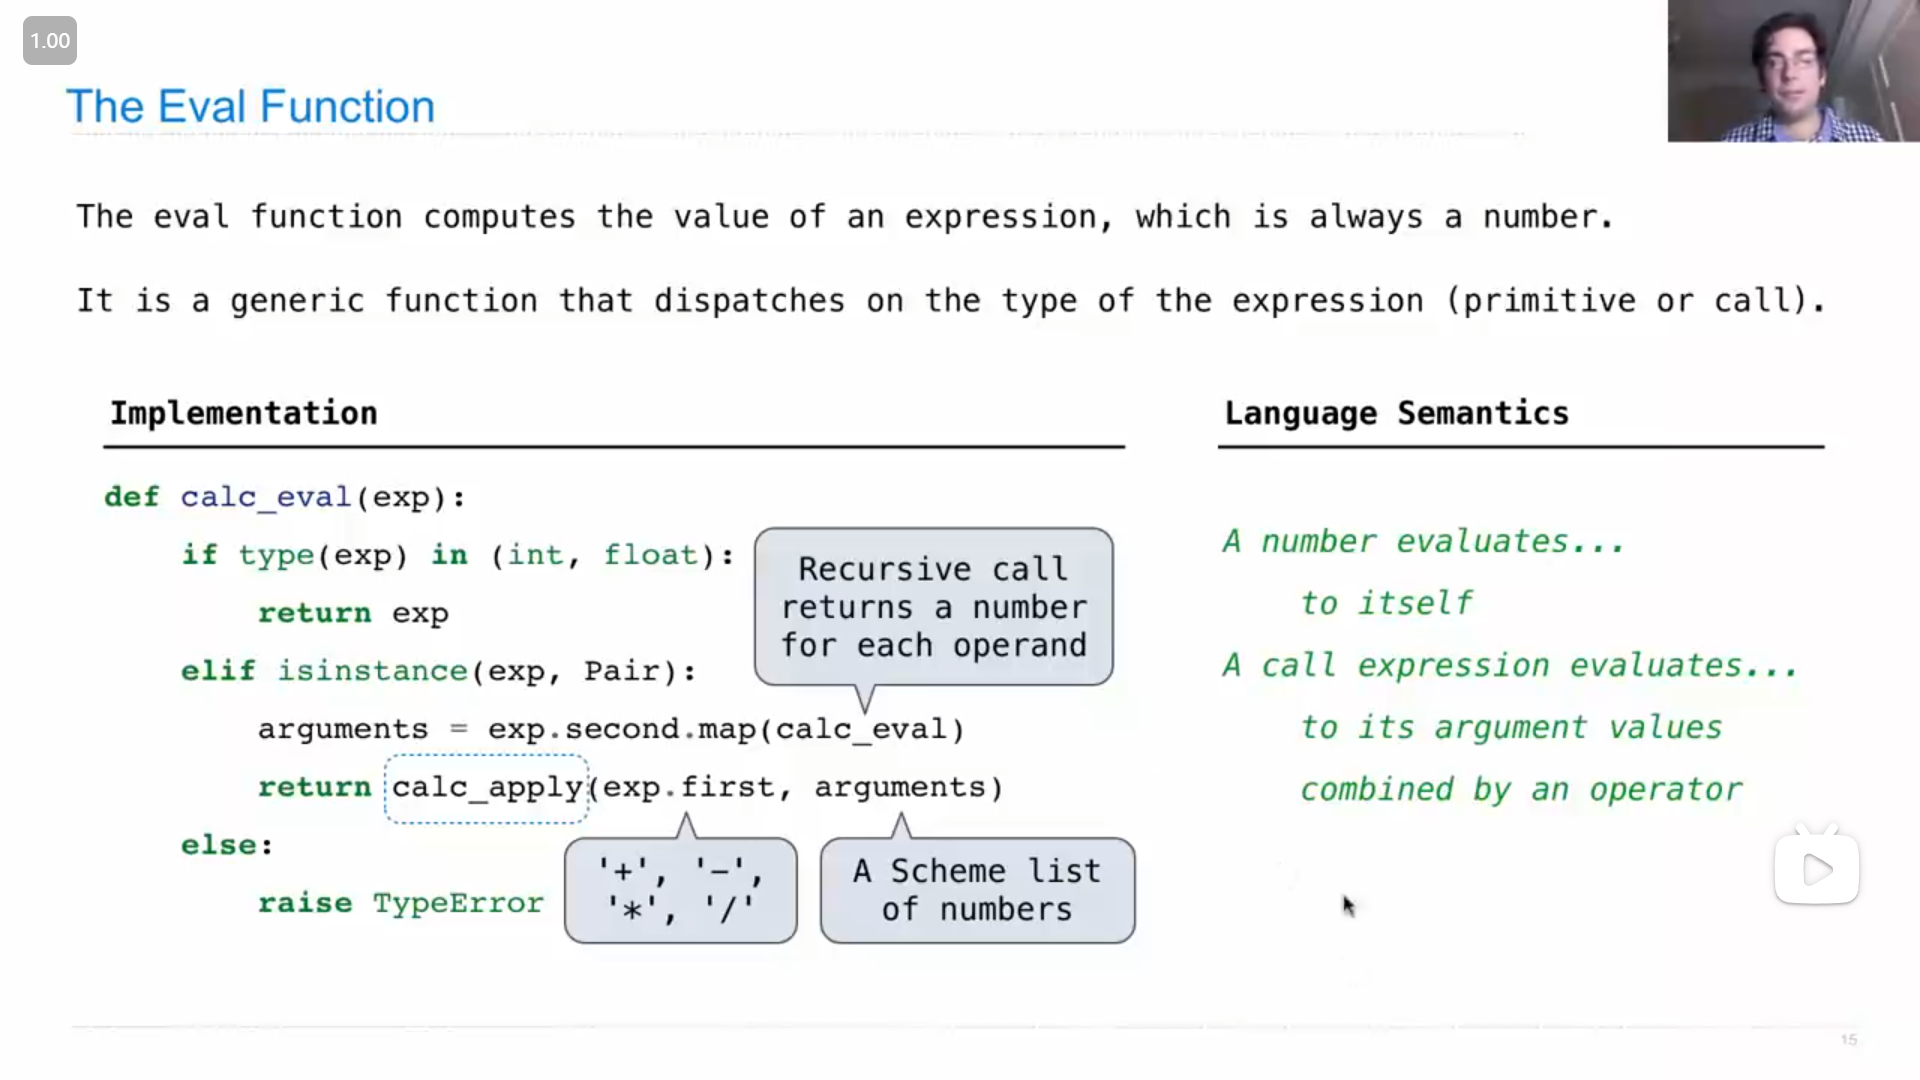 1.00
The Eval Function
The eval function computes the value of an expression, which is always a number.
It is a generic function that dispatches on the type of the expression (primitive or call).
Implementation
def calc_eval(exp):
if type(exp) in (int, float):
return exp
elif isinstance(exp, Pair):
arguments = exp.second.map(calc_eval)
return calc_apply(exp.first, arguments)
else:
raise TypeError
Recursive call
returns a number
for each operand
'+', '-',
'*', '/'
A Scheme list
of numbers
Language Semantics
A number evaluates...
to itself
A call expression evaluates...
to its argument values
combined by an operator
15